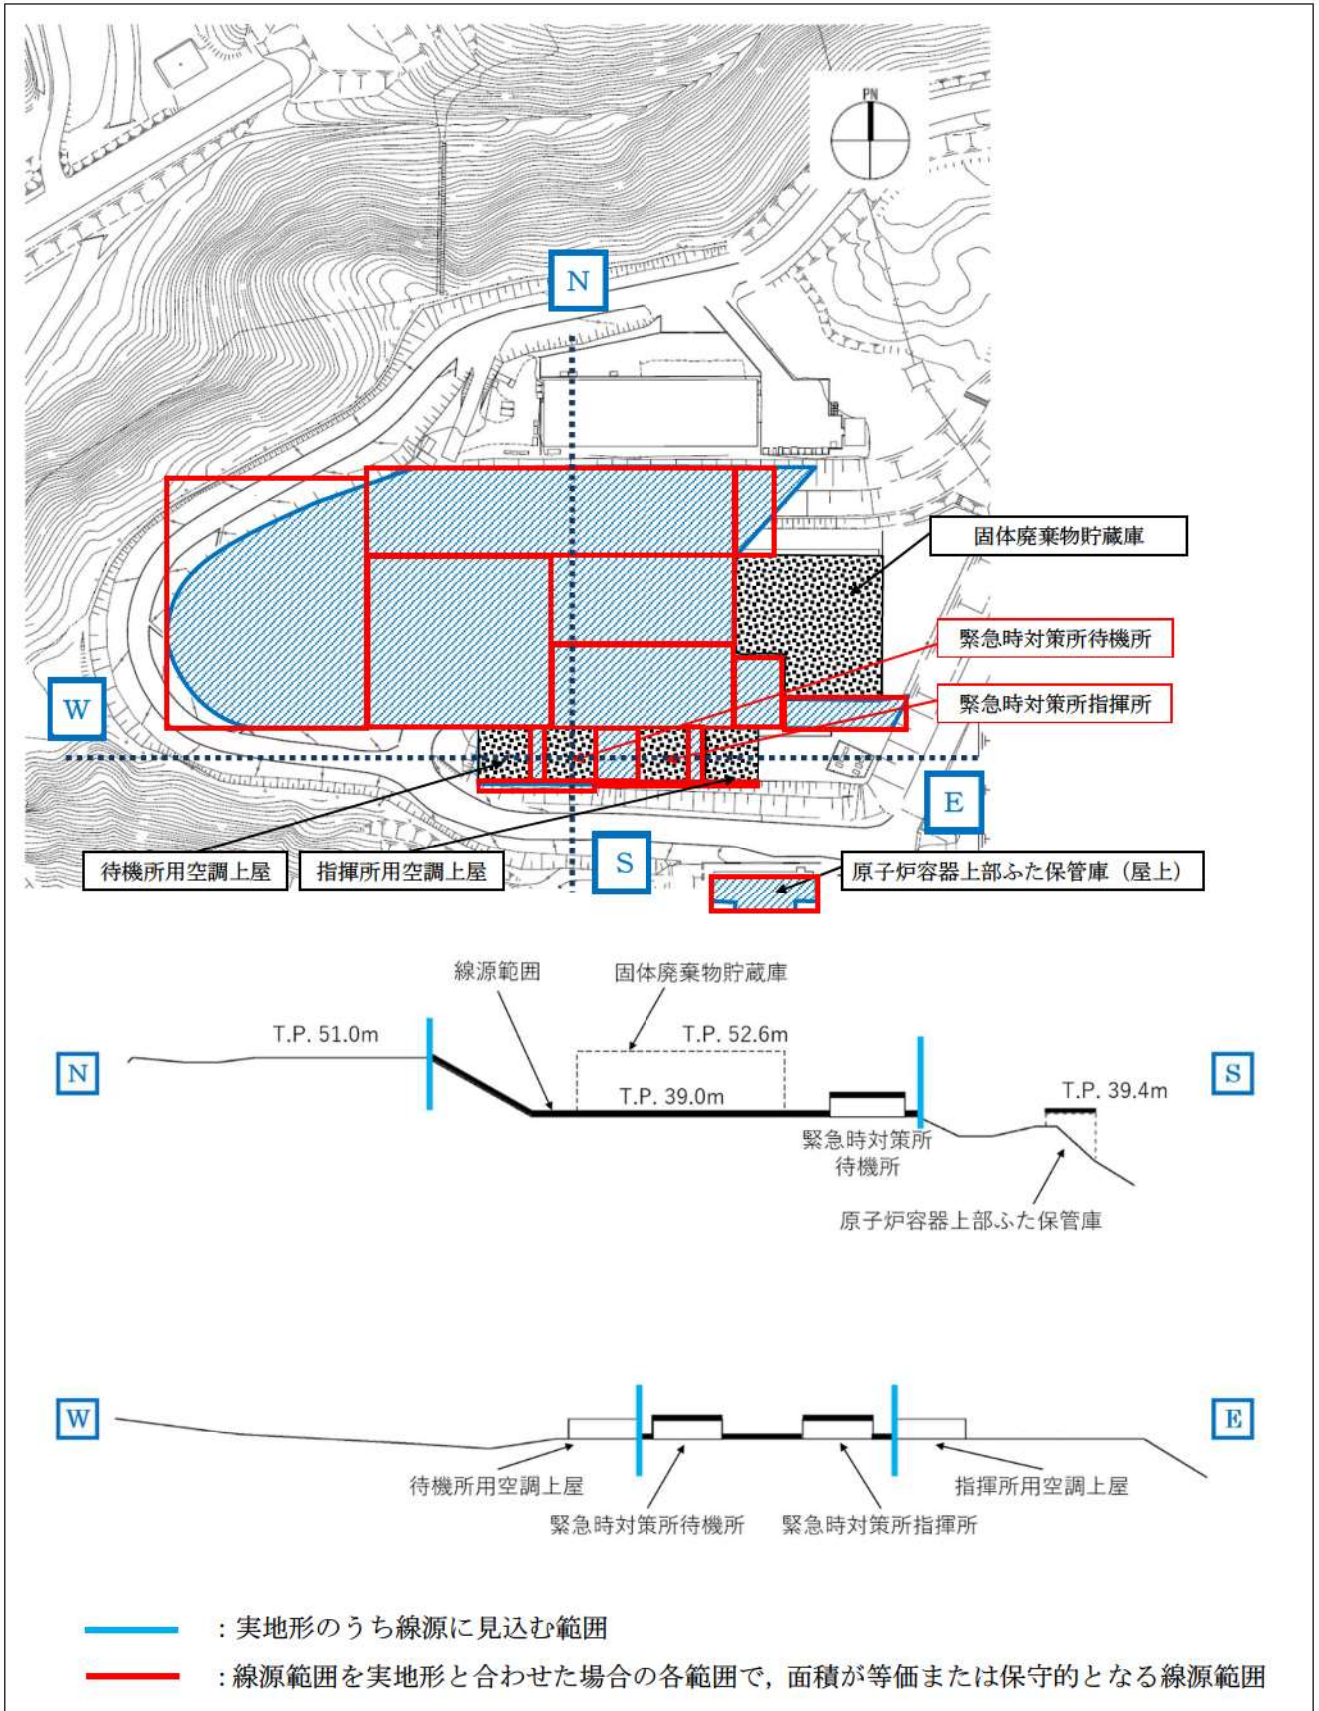 PN
N
固体廃棄物貯蔵庫
緊急時対策所待機所
緊急時対策所指揮所
W
E
S
待機所用空調上屋
指揮所用空調上屋
原子炉容器上部ふた保管庫（屋上）
線源範囲
固体廃棄物貯蔵庫
T.P. 51.0m
T.P. 52.6m
N
S
T.P. 39.0m
T.P. 39.4m
緊急時対策所
待機所
原子炉容器上部ふた保管庫
W
E
待機所用空調上屋
指揮所用空調上屋
緊急時対策所待機所
緊急時対策所指揮所
：実地形のうち線源に見込む範囲
：線源範囲を実地形と合わせた場合の各範囲で，面積が等価または保守的となる線源範囲